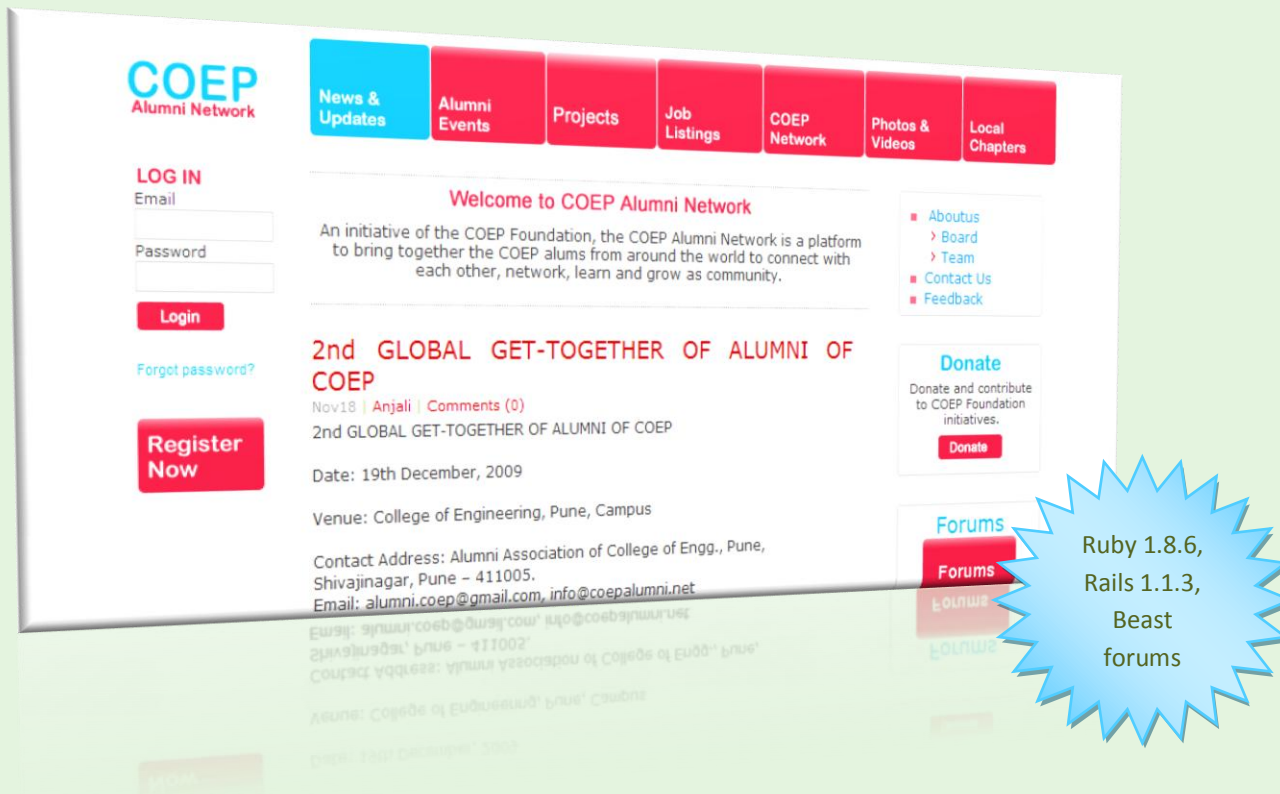 COEP
Alumni Network
News &
Updates
Alumni
Events
Projects
Job
Listings
COEP
Network
Photos &
Videos
Local
Chapters
LOG IN
Email
Password
Login
Forgot password?
Register
Now
Welcome to COEP Alumni Network
An initiative of the COEP Foundation, the COEP Alumni Network is a platform
to bring together the COEP alums from around the world to connect with
each other, network, learn and grow as community.
2nd GLOBAL GET-TOGETHER OF ALUMNI OF
COEP
Nov18 | Anjali | Comments (0)
2nd GLOBAL GET-TOGETHER OF ALUMNI OF COEP
Date: 19th December, 2009
Venue: College of Engineering, Pune, Campus
Contact Address: Alumni Association of College of Engg., Pune,
Shivajinagar, Pune – 411005.
Email: alumni.coep@gmail.com, info@coepalumni.net
Aboutus
Board
Team
Contact Us
Feedback
Donate
Donate and contribute
to COEP Foundation
initiatives.
Donate
Forums
Forums
Ruby 1.8.6,
Rails 1.1.3,
Beast
forums